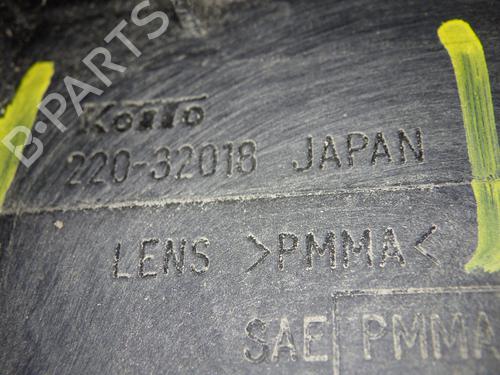 B-PARTS
KoIto
220-32018 JAPAN
LENS >PMMA<
SAE PMMA